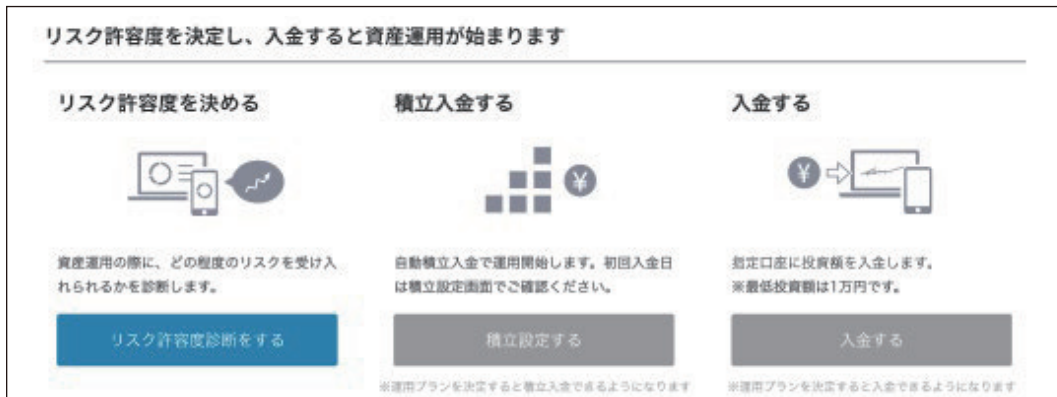 リスク許容度を決定し、入金すると資産運用が始まります
リスク許容度を決める
資産運用の際に、どの程度のリスクを受け入
れられるかを診断します。
リスク許容度診断をする
積立入金する
¥
自動積立入金で運用開始します。初回入金日
は積立設定画面でご確認ください。
積立設定する
※運用プランを決定すると積立入金できるようになります
入金する
¥
指定口座に投資額を入金します。
※最低投資額は1万円です。
入金する
※運用プランを決定すると入金できるようになります